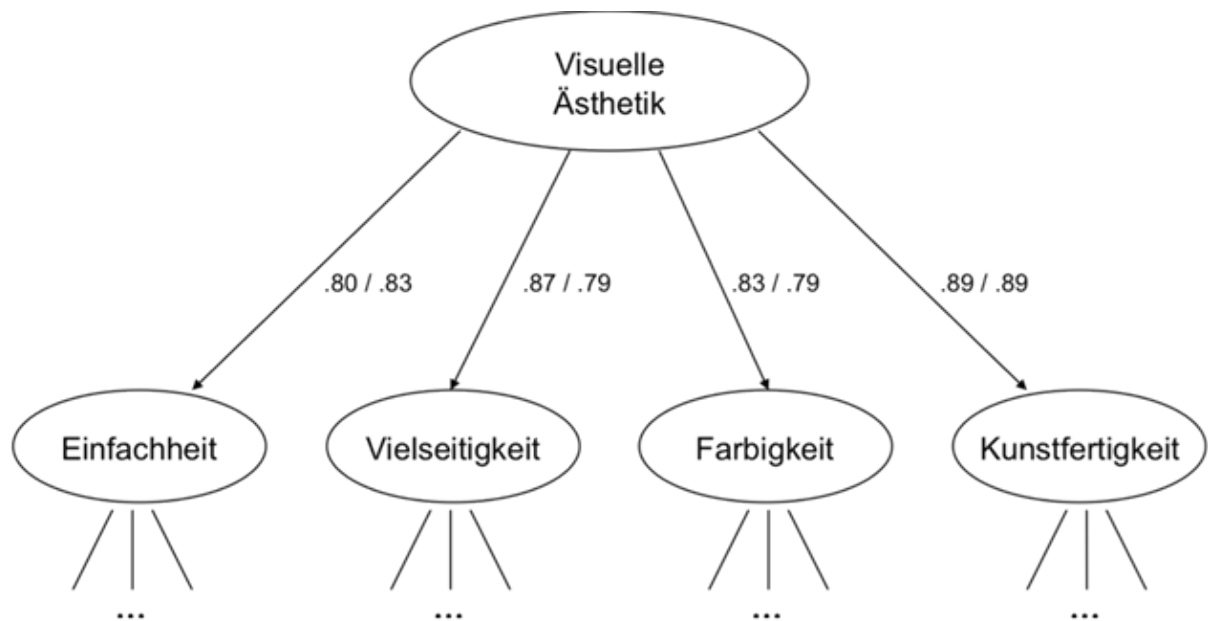 Visuelle
Ästhetik
.80 / .83
.87 / .79
.83 / .79
.89 / .89
Einfachheit
Vielseitigkeit
Farbigkeit
Kunstfertigkeit
...
...
...
...